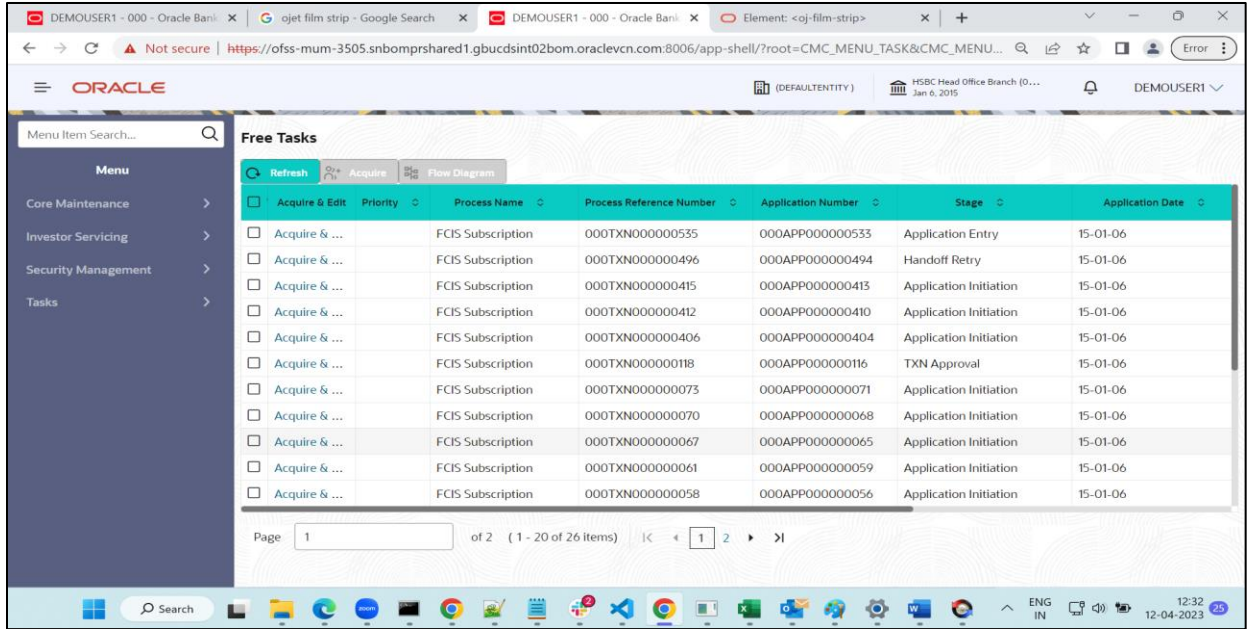 DEMOUSER1 - 000 - Oracle Bank
ojet film strip - Google Search
DEMOUSER1 - 000 - Oracle Bank
Element: <oj-film-strip>
Not secure https://ofss-mum-3505.snbomprshared1.gbucdsint02bom.oraclevcn.com:8006/app-shell/?root=CMC_MENU_TASK&CMC_MENU... Error
ORACLE (DEFAULTENTITY) HSBC Head Office Branch (0... DEMOUSER1
Jan 6, 2015
Menu Item Search...
Free Tasks
Menu
Refresh Acquire Flow Diagram
Core Maintenance
Investor Servicing
Security Management
Tasks
Acquire & Edit Priority Process Name Process Reference Number Application Number Stage Application Date
Acquire & ... FCIS Subscription 000TXN000000535 000APP000000533 Application Entry 15-01-06
Acquire & ... FCIS Subscription 000TXN000000496 000APP000000494 Handoff Retry 15-01-06
Acquire & ... FCIS Subscription 000TXN000000415 000APP000000413 Application Initiation 15-01-06
Acquire & ... FCIS Subscription 000TXN000000412 000APP000000410 Application Initiation 15-01-06
Acquire & ... FCIS Subscription 000TXN000000406 000APP000000404 Application Initiation 15-01-06
Acquire & ... FCIS Subscription 000TXN000000118 000APP000000116 TXN Approval 15-01-06
Acquire & ... FCIS Subscription 000TXN000000073 000APP000000071 Application Initiation 15-01-06
Acquire & ... FCIS Subscription 000TXN000000070 000APP000000068 Application Initiation 15-01-06
Acquire & ... FCIS Subscription 000TXN000000067 000APP000000065 Application Initiation 15-01-06
Acquire & ... FCIS Subscription 000TXN000000061 000APP000000059 Application Initiation 15-01-06
Acquire & ... FCIS Subscription 000TXN000000058 000APP000000056 Application Initiation 15-01-06
Page 1 of 2 (1 - 20 of 26 items) 1 2
Search zoom 2 ENG 12:32 25
IN 12-04-2023